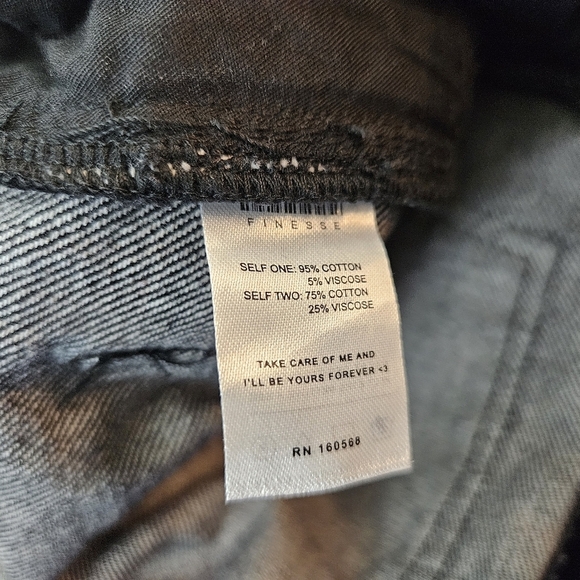 FINESSE
SELF ONE: 95% COTTON
5% VISCOSE
SELF TWO: 75% COTTON
25% VISCOSE
TAKE CARE OF ME AND
I'LL BE YOURS FOREVER <3
RN 160568